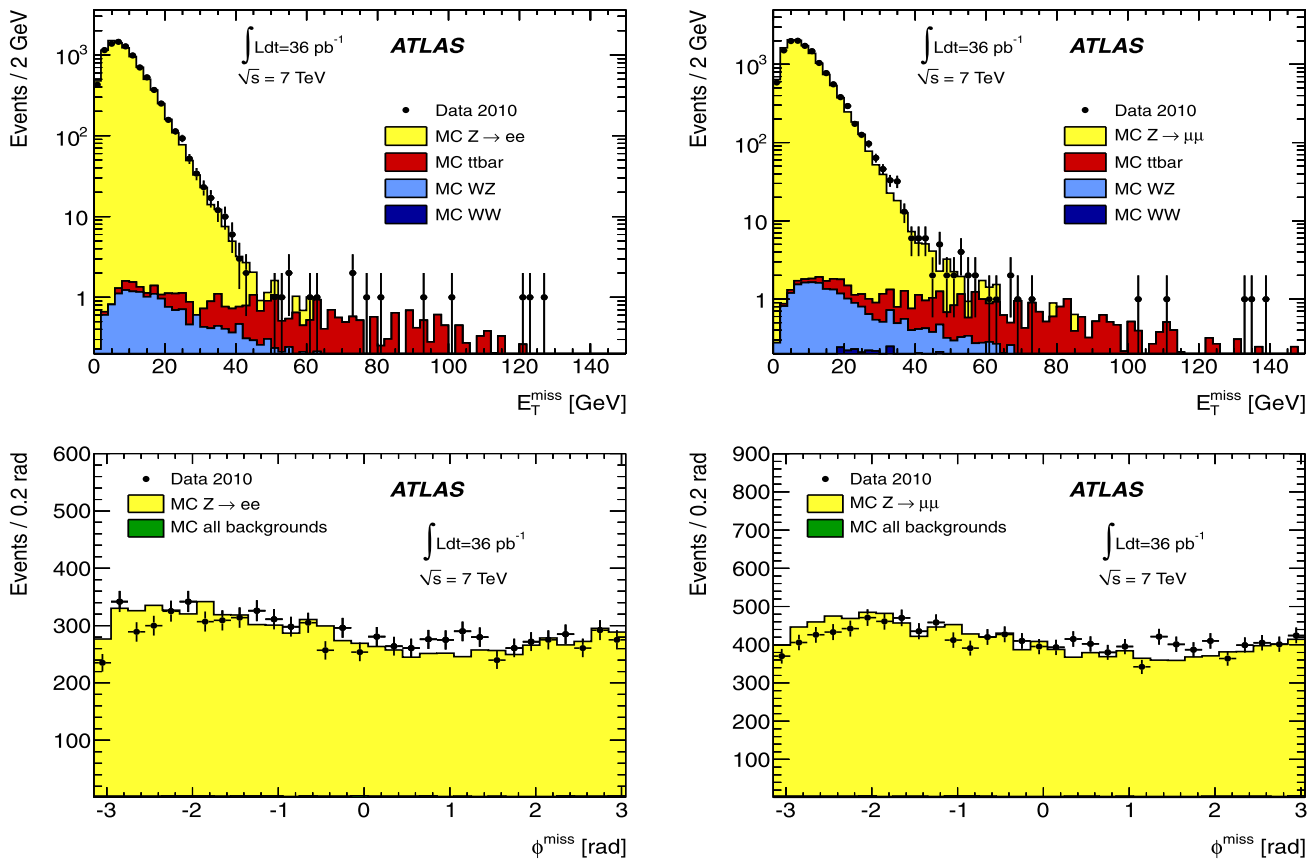 Events / 2 GeV
10³
10²
10
1
∫ Ldt=36 pb⁻¹
√s = 7 TeV
ATLAS
Data 2010
MC Z → ee
MC ttbar
MC WZ
MC WW
0 20 40 60 80 100 120 140
E_T^miss [GeV]
Events / 2 GeV
10³
10²
10
1
∫ Ldt=36 pb⁻¹
√s = 7 TeV
ATLAS
Data 2010
MC Z → μμ
MC ttbar
MC WZ
MC WW
0 20 40 60 80 100 120 140
E_T^miss [GeV]
Events / 0.2 rad
600
500
400
300
200
100
Data 2010
MC Z → ee
MC all backgrounds
ATLAS
∫ Ldt=36 pb⁻¹
√s = 7 TeV
-3 -2 -1 0 1 2 3
ϕ^miss [rad]
Events / 0.2 rad
900
800
700
600
500
400
300
200
100
Data 2010
MC Z → μμ
MC all backgrounds
ATLAS
∫ Ldt=36 pb⁻¹
√s = 7 TeV
-3 -2 -1 0 1 2 3
ϕ^miss [rad]